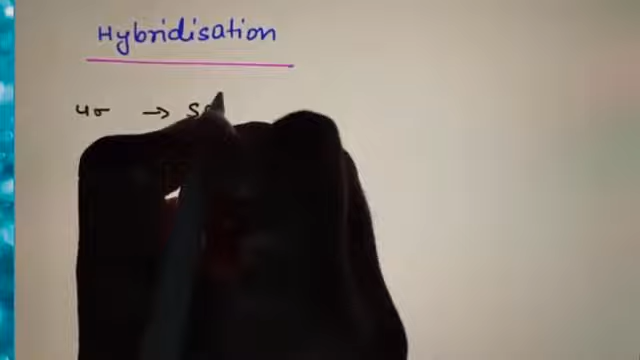 Hybridisation
4σ → S